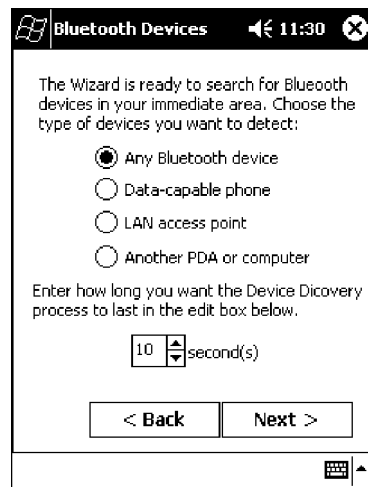 Bluetooth Devices 11:30
The Wizard is ready to search for Blueooth
devices in your immediate area. Choose the
type of devices you want to detect:
Any Bluetooth device
Data-capable phone
LAN access point
Another PDA or computer
Enter how long you want the Device Dicovery
process to last in the edit box below.
10 second(s)
< Back Next >